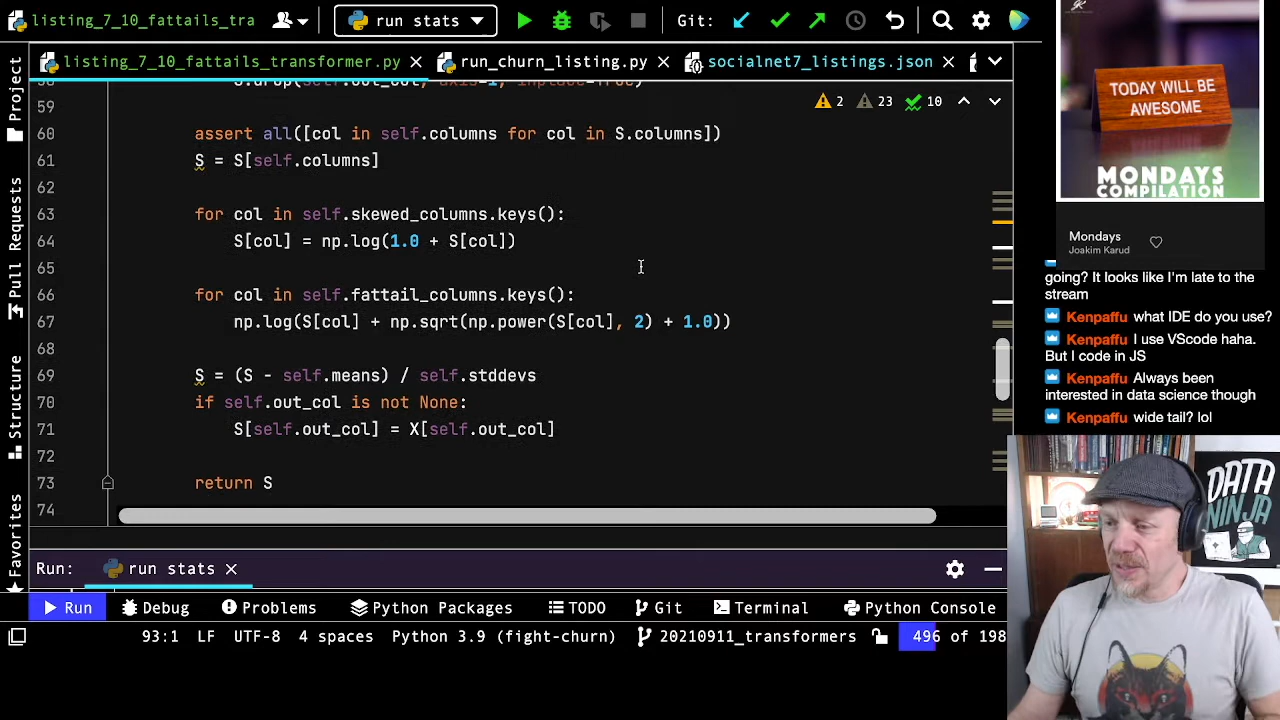 listing_7_10_fattails_tra
run stats
Git:
listing_7_10_fattails_transformer.py
run_churn_listing.py
socialnet7_listings.json
Project
Pull Requests
Structure
Favorites
59
2
23
10
60 assert all([col in self.columns for col in S.columns])
61 S = S[self.columns]
62
63 for col in self.skewed_columns.keys():
64 S[col] = np.log(1.0 + S[col])
65
66 for col in self.fattail_columns.keys():
67 np.log(S[col] + np.sqrt(np.power(S[col], 2) + 1.0))
68
69 S = (S - self.means) / self.stddevs
70 if self.out_col is not None:
71 S[self.out_col] = X[self.out_col]
72
73 return S
74
Run: run stats
Run Debug Problems Python Packages TODO Git Terminal Python Console
93:1 LF UTF-8 4 spaces Python 3.9 (fight-churn) 20210911_transformers 496 of 198
TODAY WILL BE
AWESOME
MONDAYS
COMPILATION
Mondays
Joakim Karud
going? It looks like I'm late to the
stream
Kenpaffu what IDE do you use?
Kenpaffu I use VScode haha.
But I code in JS
Kenpaffu Always been
interested in data science though
Kenpaffu wide tail? lol
DATA
NINJA